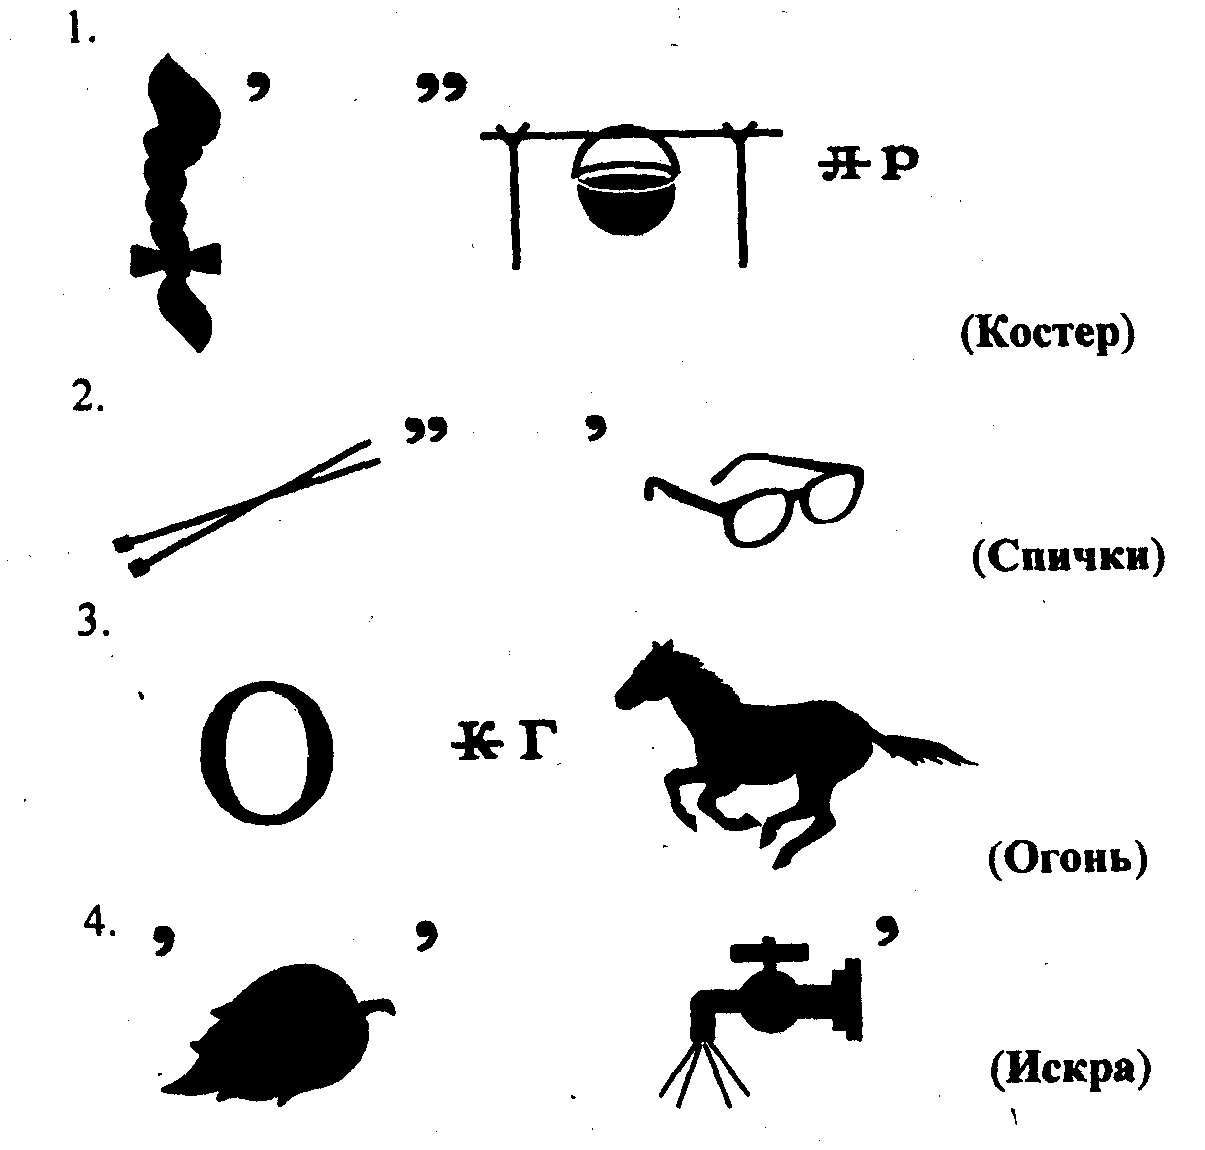 1.
, ,,
л р
(Костер)
2.
,, ,
(Спички)
3.
О к Г
(Огонь)
4.
, , ,
(Искра)